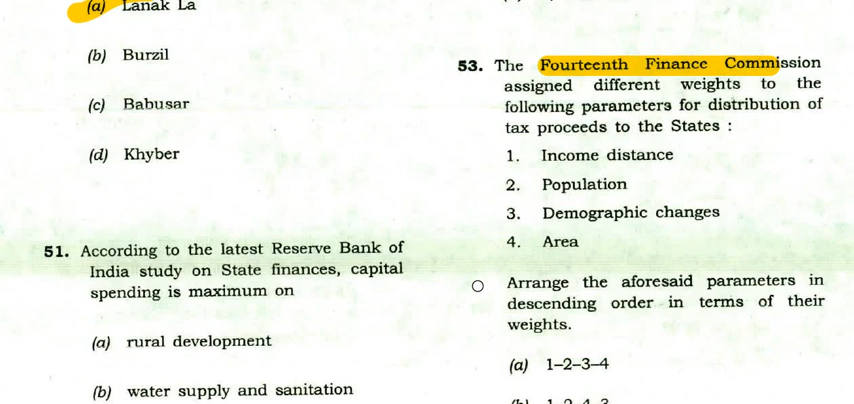 (a) Lanak La
(b) Burzil
(c) Babusar
(d) Khyber
51. According to the latest Reserve Bank of
India study on State finances, capital
spending is maximum on
(a) rural development
(b) water supply and sanitation
53. The Fourteenth Finance Commission
assigned different weights to the
following parameters for distribution of
tax proceeds to the States :
1. Income distance
2. Population
3. Demographic changes
4. Area
Arrange the aforesaid parameters in
descending order in terms of their
weights.
(a) 1–2–3–4